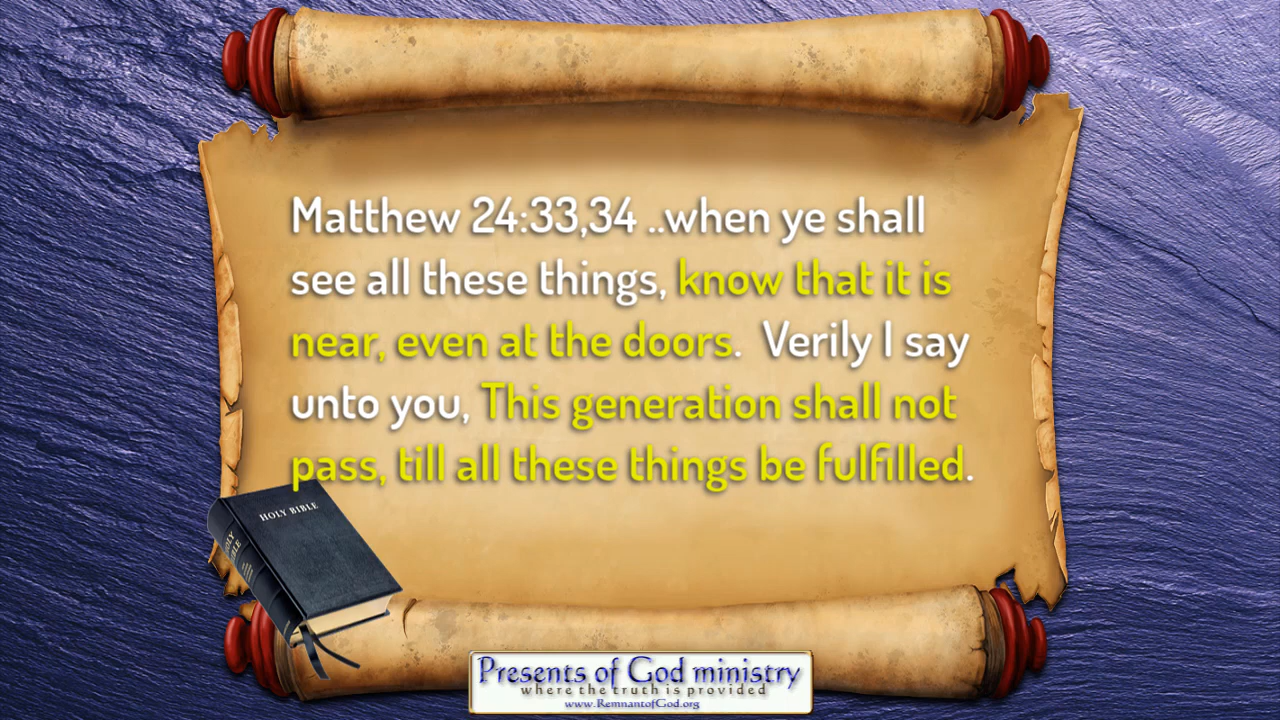 Matthew 24:33,34 ..when ye shall
see all these things, know that it is
near, even at the doors.  Verily I say
unto you, This generation shall not
pass, till all these things be fulfilled.
HOLY BIBLE
HOLY
BIBLE
Presents of God ministry
where the truth is provided
www.RemnantofGod.org